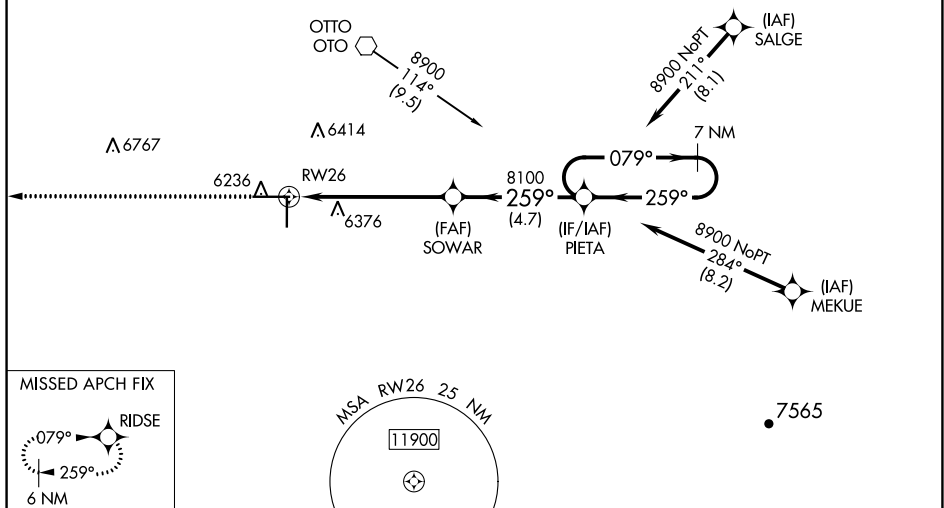 OTTO
OTO
8900
114°
(9.5)
(IAF)
SALGE
8900 NoPT
211°
(8.1)
7 NM
6767
6414
6236
RW26
6376
(FAF)
SOWAR
8100
259°
(4.7)
(IF/IAF)
PIETA
079°
259°
8900 NoPT
284°
(8.2)
(IAF)
MEKUE
MISSED APCH FIX
RIDSE
079°
259°
6 NM
MSA RW26 25 NM
11900
7565